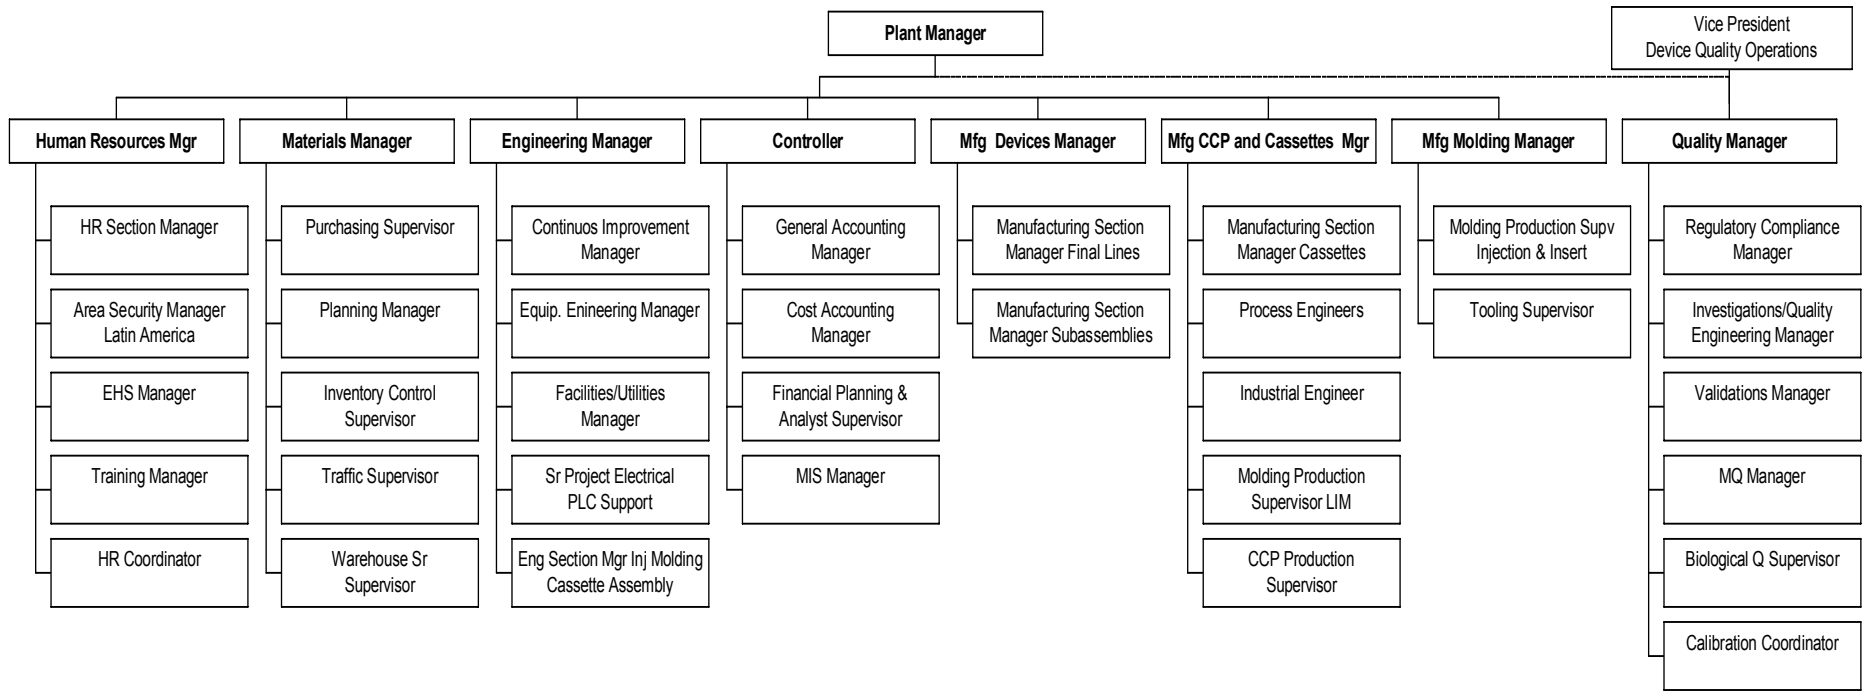 Plant Manager
Vice President
Device Quality Operations
Human Resources Mgr
Materials Manager
Engineering Manager
Controller
Mfg Devices Manager
Mfg CCP and Cassettes Mgr
Mfg Molding Manager
Quality Manager
HR Section Manager
Area Security Manager
Latin America
EHS Manager
Training Manager
HR Coordinator
Purchasing Supervisor
Planning Manager
Inventory Control
Supervisor
Traffic Supervisor
Warehouse Sr
Supervisor
Continuos Improvement
Manager
Equip. Enineering Manager
Facilities/Utilities
Manager
Sr Project Electrical
PLC Support
Eng Section Mgr Inj Molding
Cassette Assembly
General Accounting
Manager
Cost Accounting
Manager
Financial Planning &
Analyst Supervisor
MIS Manager
Manufacturing Section
Manager Final Lines
Manufacturing Section
Manager Subassemblies
Manufacturing Section
Manager Cassettes
Process Engineers
Industrial Engineer
Molding Production
Supervisor LIM
CCP Production
Supervisor
Molding Production Supv
Injection & Insert
Tooling Supervisor
Regulatory Compliance
Manager
Investigations/Quality
Engineering Manager
Validations Manager
MQ Manager
Biological Q Supervisor
Calibration Coordinator